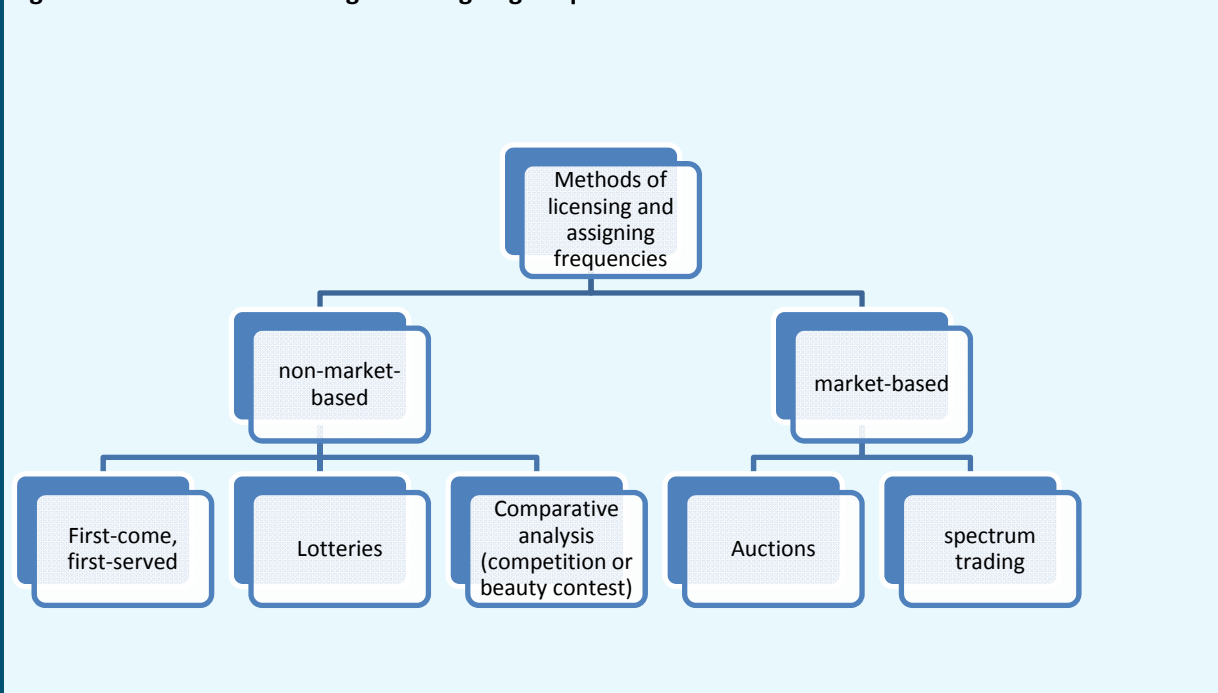 Methods of
licensing and
assigning
frequencies
non-market-
based
market-based
First-come,
first-served
Lotteries
Comparative
analysis
(competition or
beauty contest)
Auctions
spectrum
trading